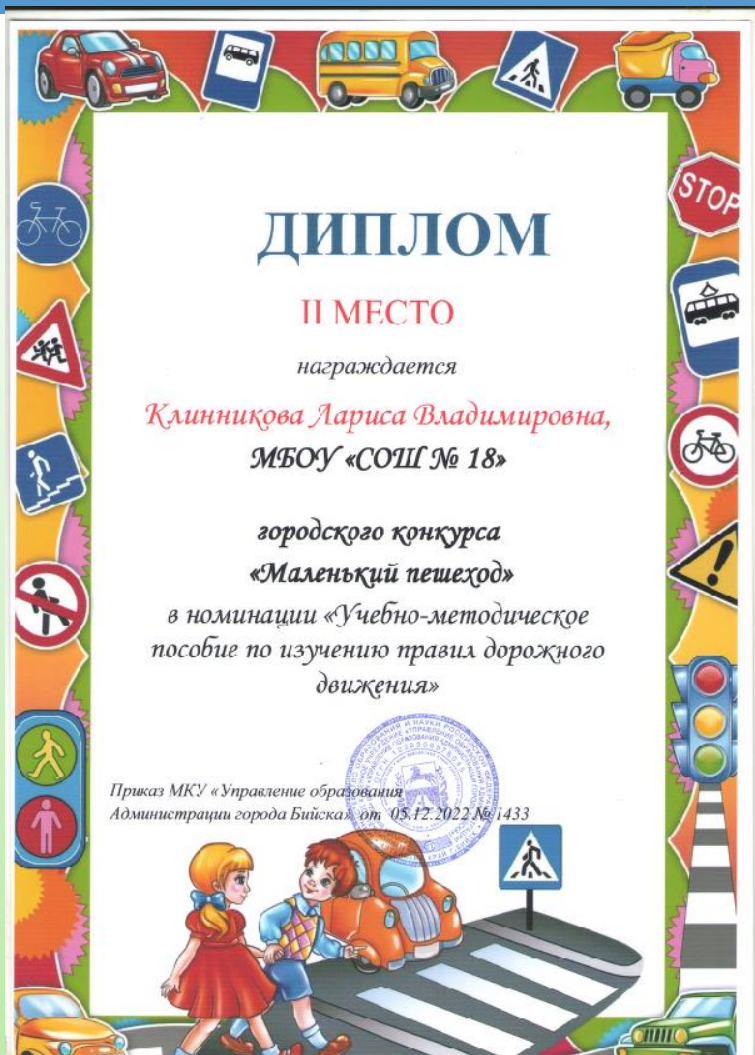 STOP
ДИПЛОМ
II МЕСТО
награждается
Клинникова Лариса Владимировна,
МБОУ «СОШ № 18»
городского конкурса
«Маленький пешеход»
в номинации «Учебно-методическое
пособие по изучению правил дорожного
движения»
Приказ МКУ «Управление образования
Администрации города Бийска» от 05.12.2022 № 1433